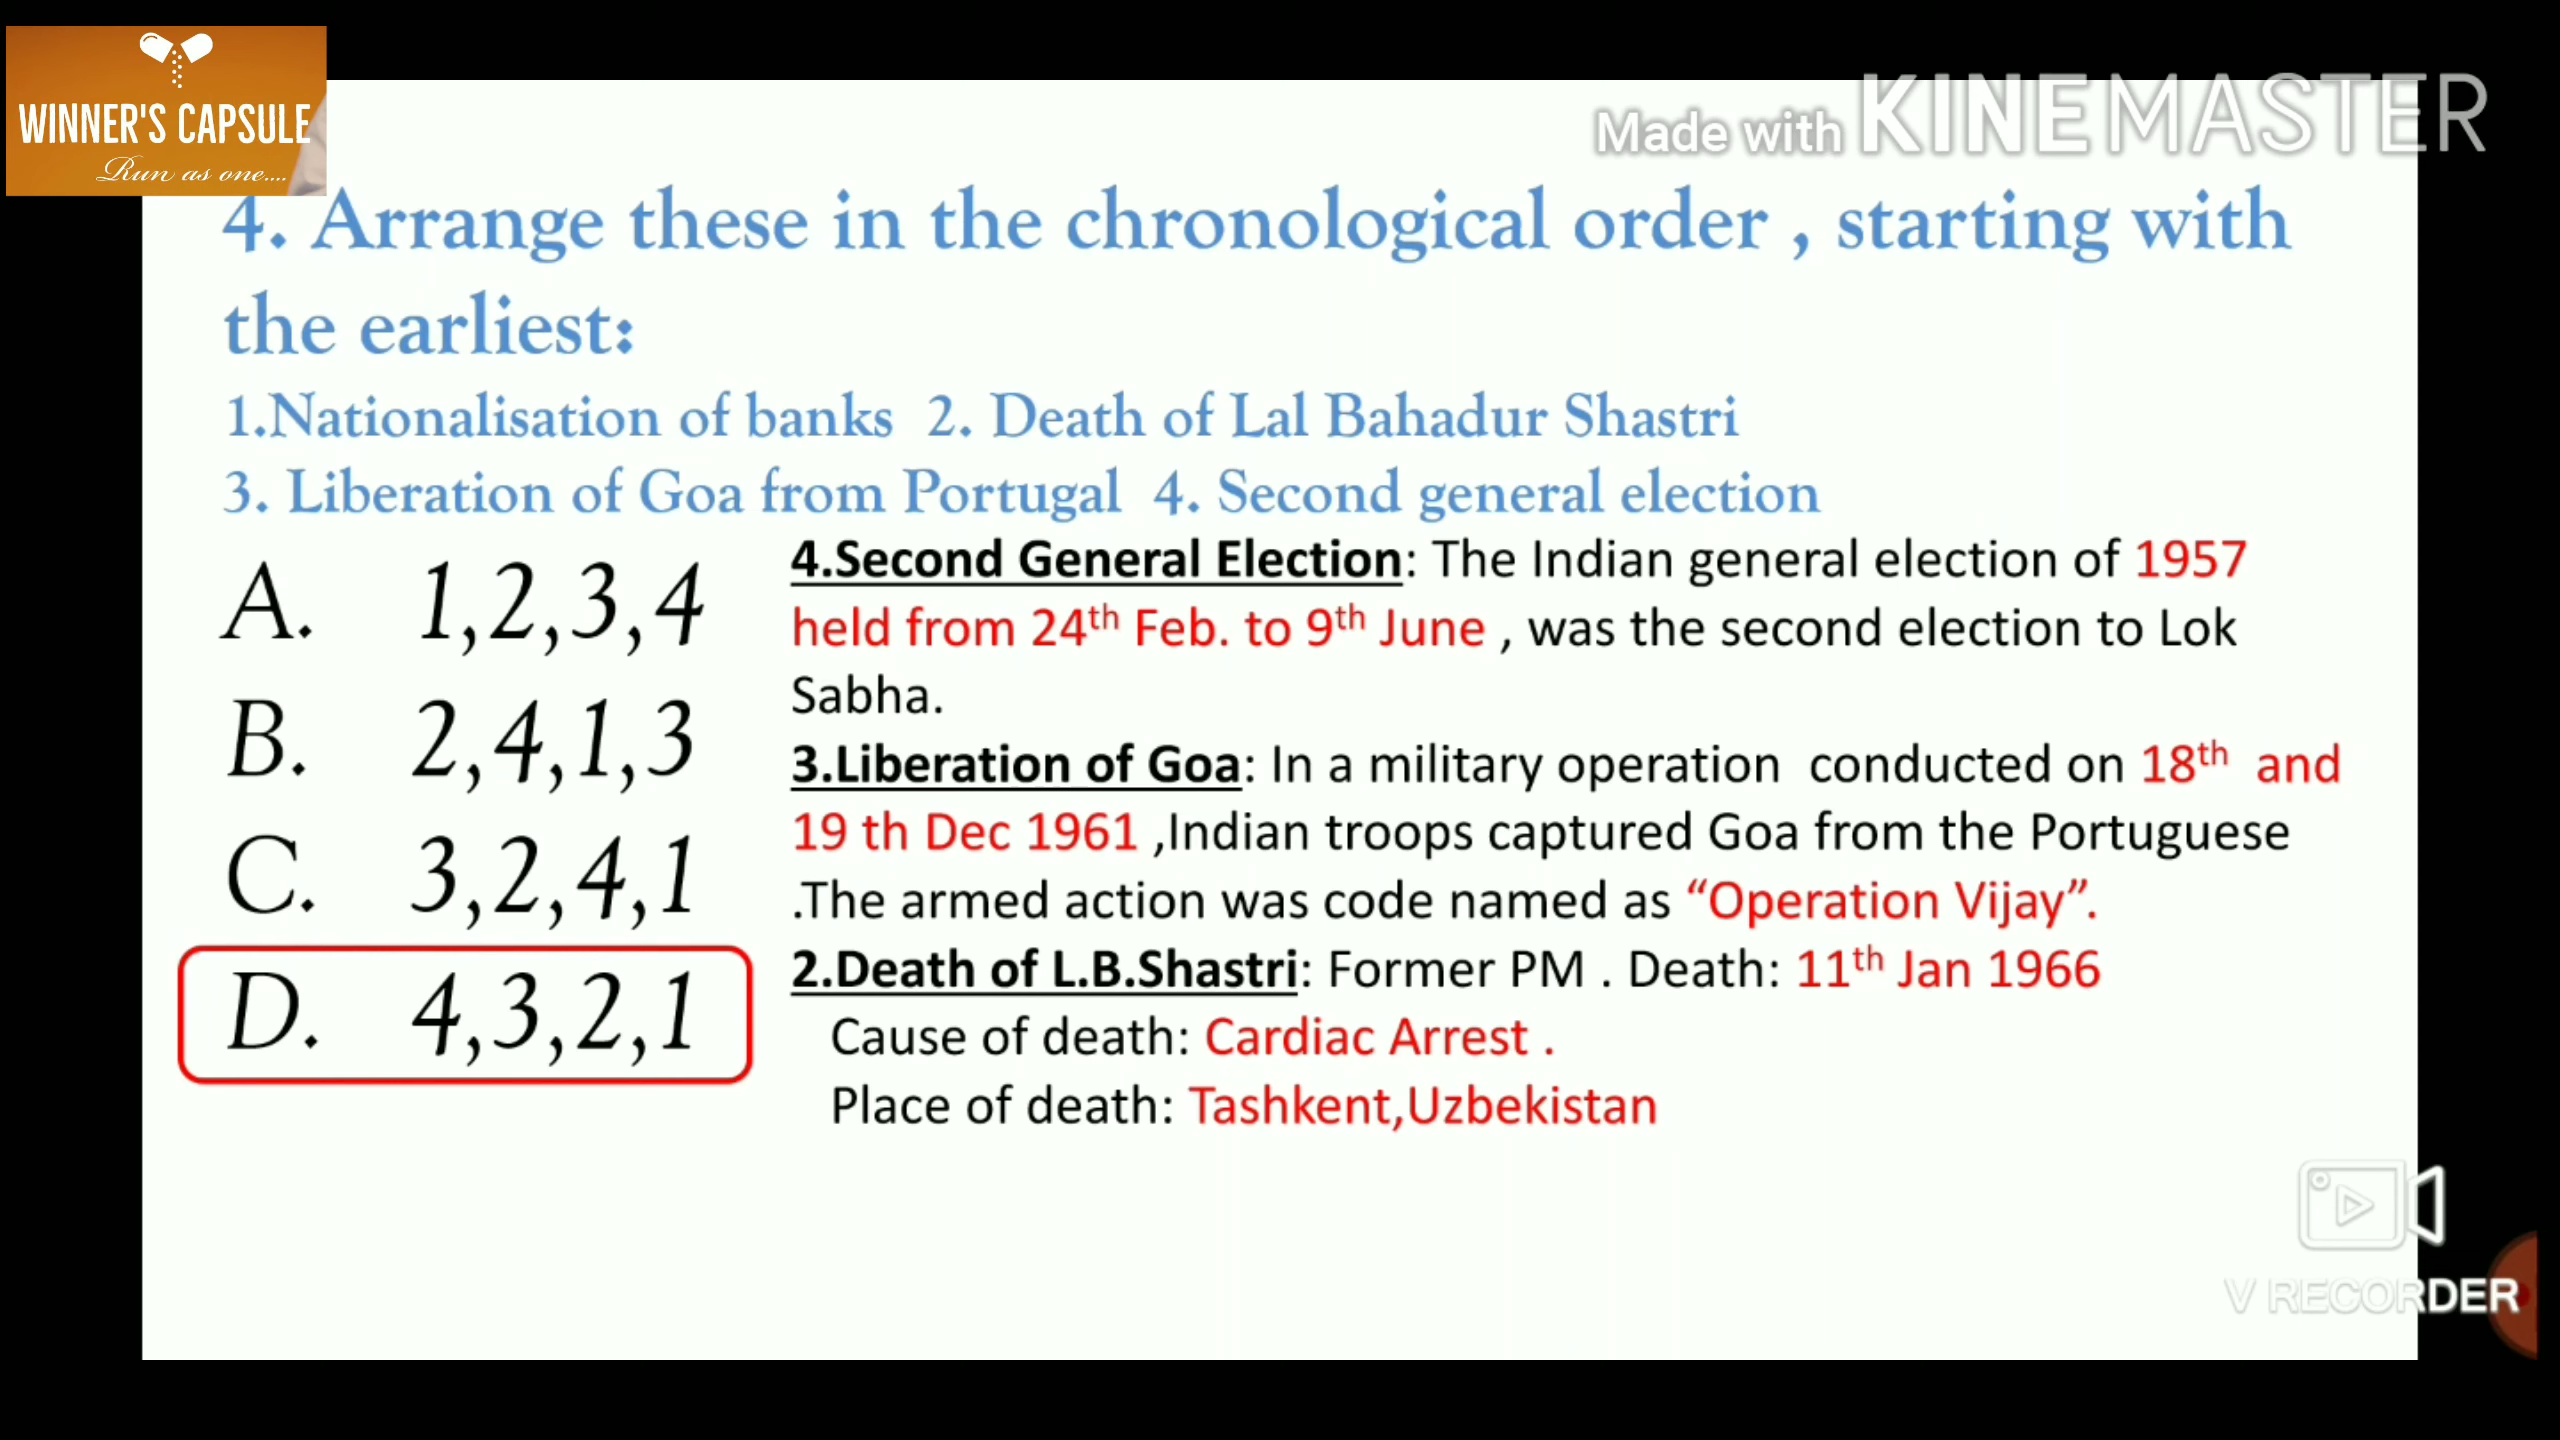 WINNER'S CAPSULE
Run as one....
Made with KINEMASTER
4. Arrange these in the chronological order , starting with
the earliest:
1.Nationalisation of banks 2. Death of Lal Bahadur Shastri
3. Liberation of Goa from Portugal 4. Second general election
A. 1,2,3,4
B. 2,4,1,3
C. 3,2,4,1
D. 4,3,2,1
4.Second General Election: The Indian general election of 1957
held from 24th Feb. to 9th June , was the second election to Lok
Sabha.
3.Liberation of Goa: In a military operation conducted on 18th and
19 th Dec 1961 ,Indian troops captured Goa from the Portuguese
.The armed action was code named as “Operation Vijay”.
2.Death of L.B.Shastri: Former PM . Death: 11th Jan 1966
Cause of death: Cardiac Arrest .
Place of death: Tashkent,Uzbekistan
V RECORDER